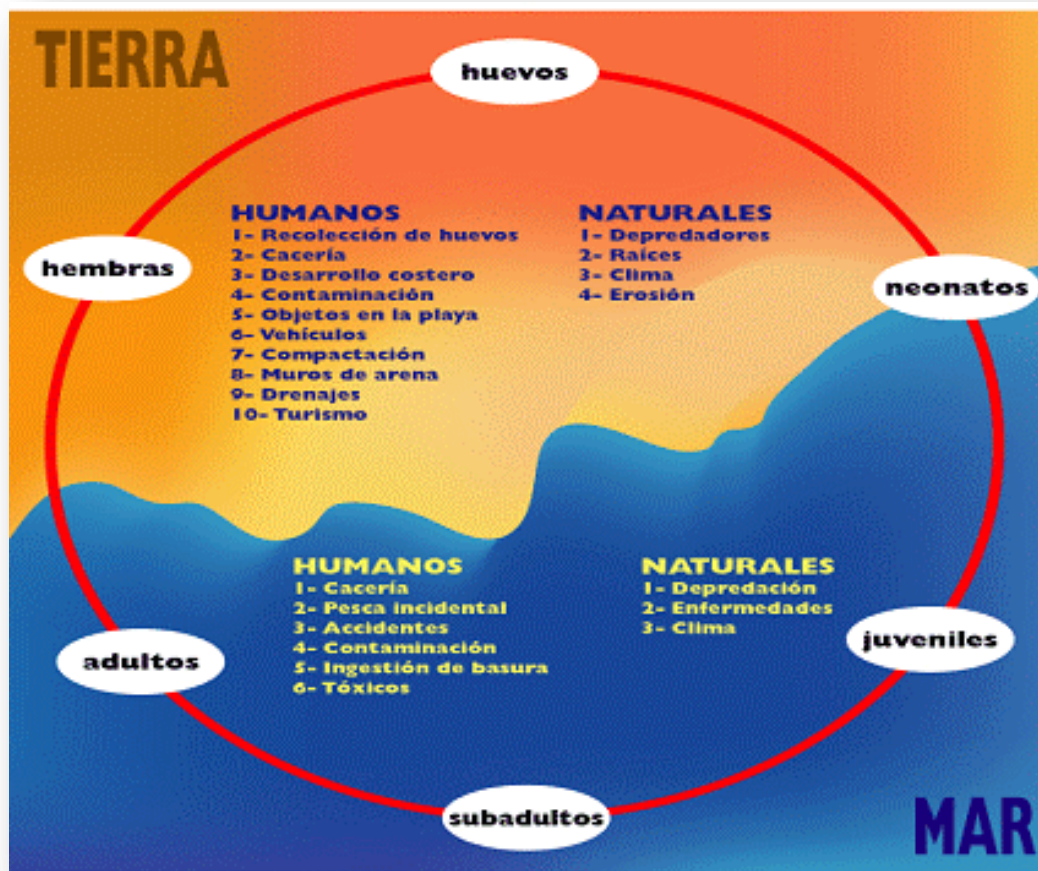 TIERRA
huevos
hembras
neonatos
HUMANOS
1- Recolección de huevos
2- Cacería
3- Desarrollo costero
4- Contaminación
5- Objetos en la playa
6- Vehículos
7- Compactación
8- Muros de arena
9- Drenajes
10- Turismo
NATURALES
1- Depredadores
2- Raíces
3- Clima
4- Erosión
HUMANOS
1- Cacería
2- Pesca incidental
3- Accidentes
4- Contaminación
5- Ingestión de basura
6- Tóxicos
NATURALES
1- Depredación
2- Enfermedades
3- Clima
adultos
juveniles
subadultos
MAR